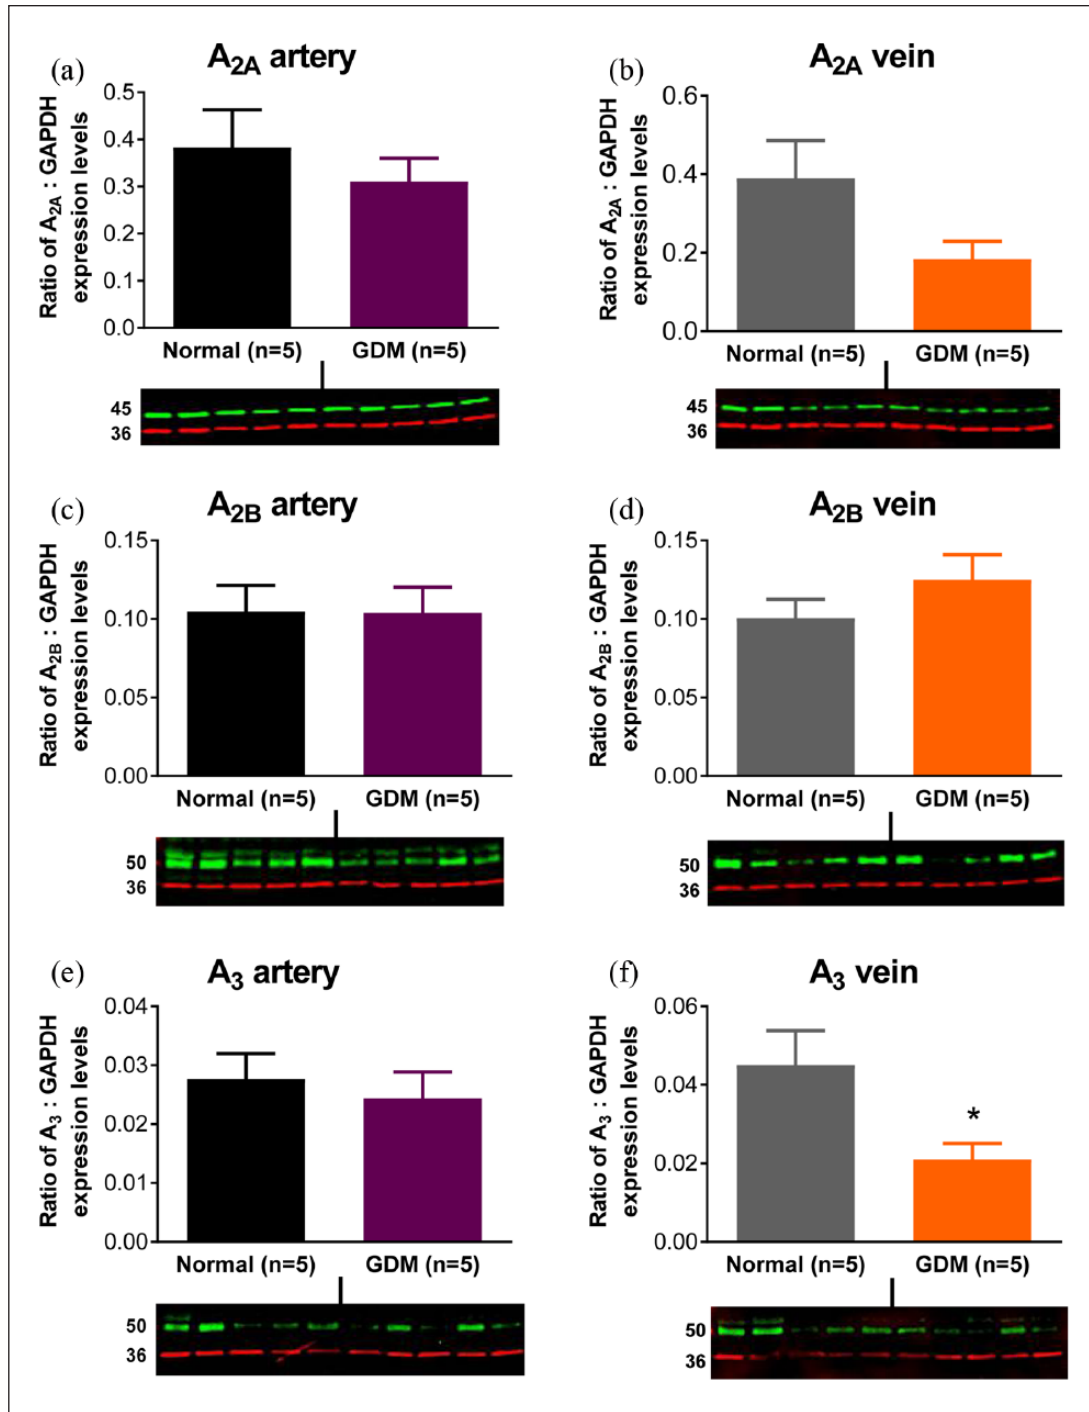 (a)
A2A artery
Ratio of A2A : GAPDH
expression levels
0.5
0.4
0.3
0.2
0.1
0.0
Normal (n=5)
GDM (n=5)
45
36
(b)
A2A vein
Ratio of A2A : GAPDH
expression levels
0.6
0.4
0.2
0.0
Normal (n=5)
GDM (n=5)
45
36
(c)
A2B artery
Ratio of A2B : GAPDH
expression levels
0.15
0.10
0.05
0.00
Normal (n=5)
GDM (n=5)
50
36
(d)
A2B vein
Ratio of A2B : GAPDH
expression levels
0.15
0.10
0.05
0.00
Normal (n=5)
GDM (n=5)
50
36
(e)
A3 artery
Ratio of A3 : GAPDH
expression levels
0.04
0.03
0.02
0.01
0.00
Normal (n=5)
GDM (n=5)
50
36
(f)
A3 vein
Ratio of A3 : GAPDH
expression levels
0.06
0.04
0.02
0.00
*
Normal (n=5)
GDM (n=5)
50
36